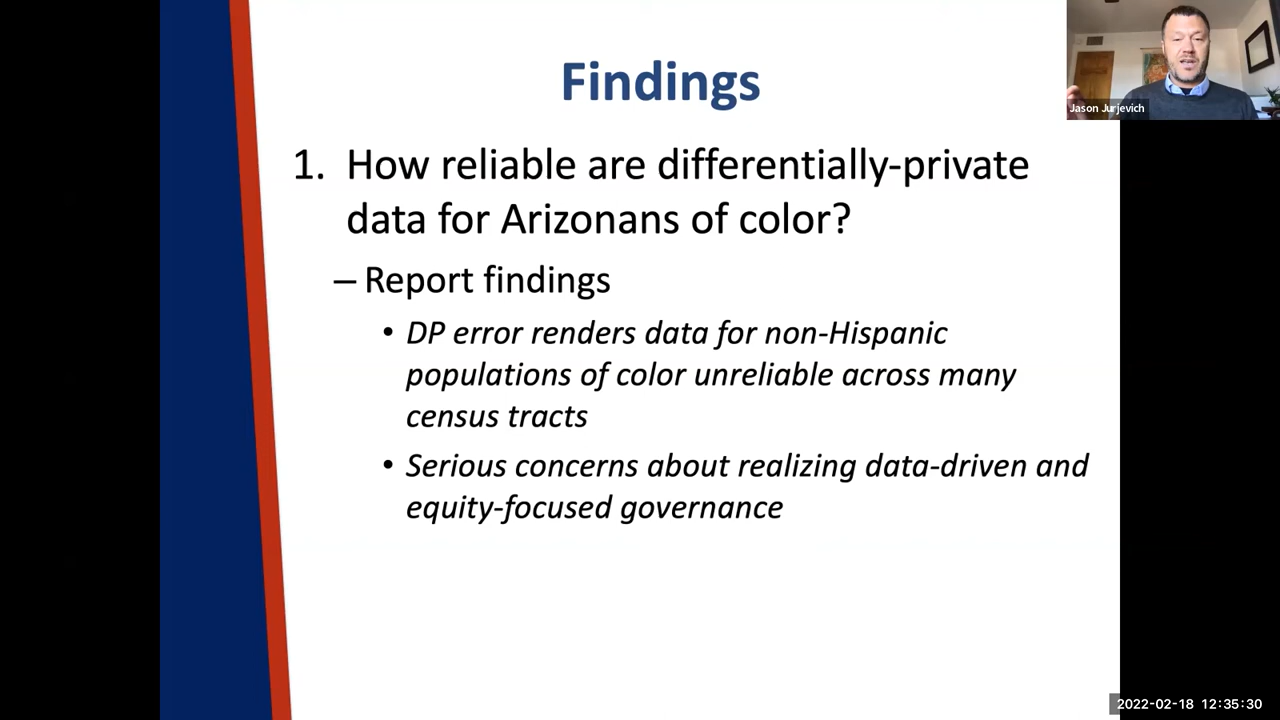 Findings
1. How reliable are differentially-private
data for Arizonans of color?
– Report findings
• DP error renders data for non-Hispanic
populations of color unreliable across many
census tracts
• Serious concerns about realizing data-driven and
equity-focused governance
Jason Jurjevich
2022-02-18 12:35:30